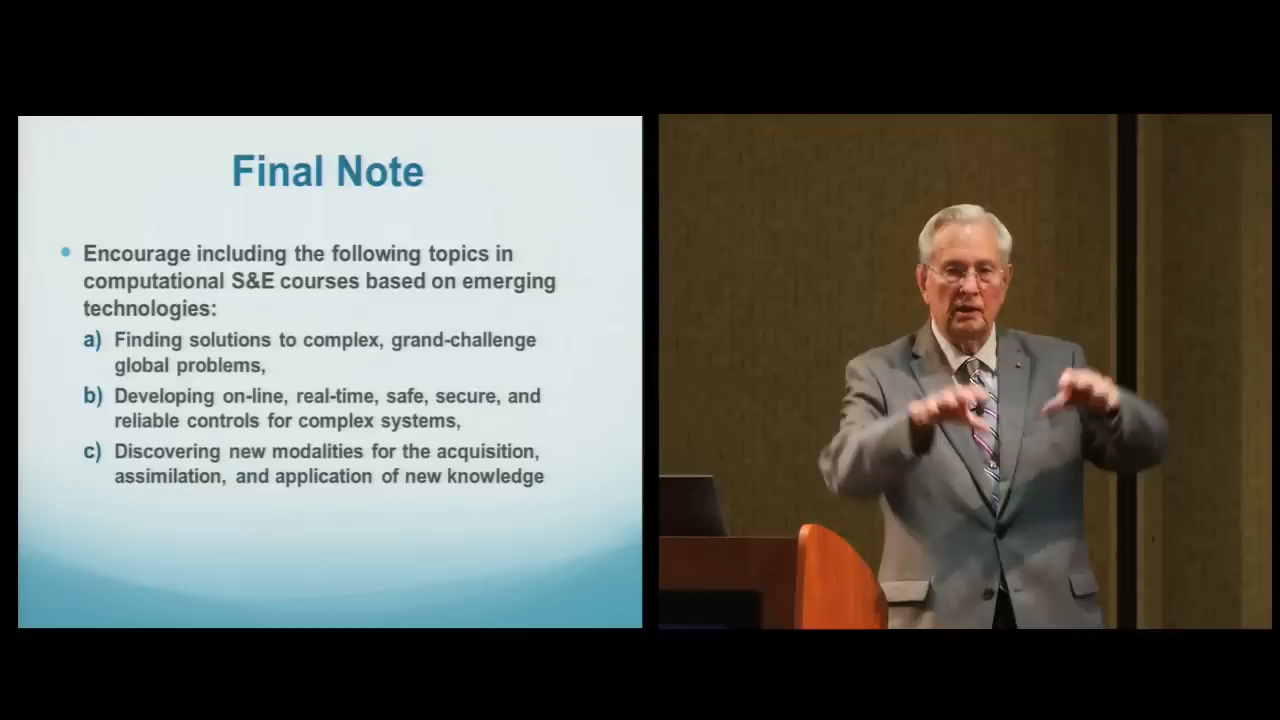 Final Note
• Encourage including the following topics in
computational S&E courses based on emerging
technologies:
a) Finding solutions to complex, grand-challenge
global problems,
b) Developing on-line, real-time, safe, secure, and
reliable controls for complex systems,
c) Discovering new modalities for the acquisition,
assimilation, and application of new knowledge